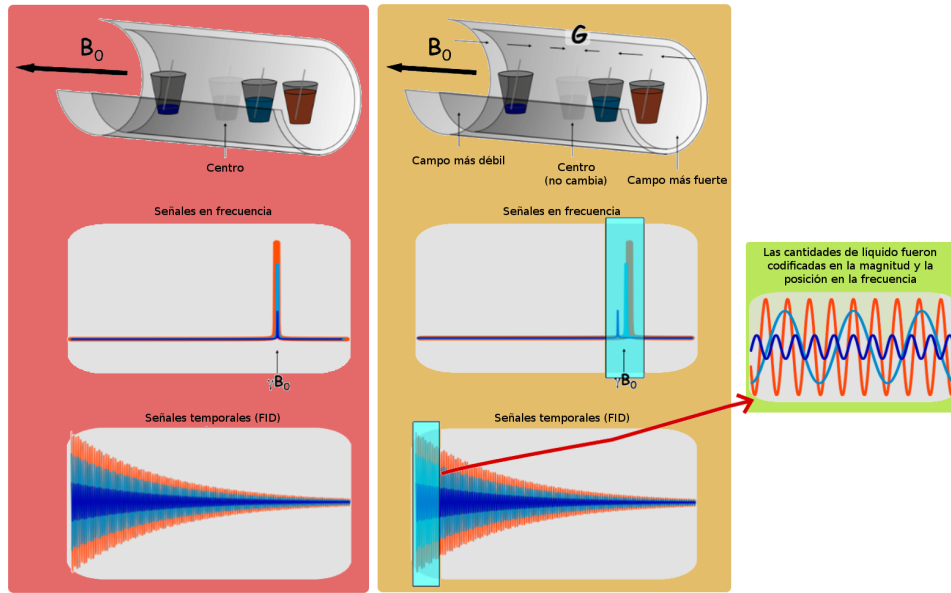 B0
Centro
Señales en frecuencia
γB0
Señales temporales (FID)
B0
G
Campo más débil
Centro
(no cambia)
Campo más fuerte
Señales en frecuencia
γB0
Señales temporales (FID)
Las cantidades de líquido fueron
codificadas en la magnitud y la
posición en la frecuencia